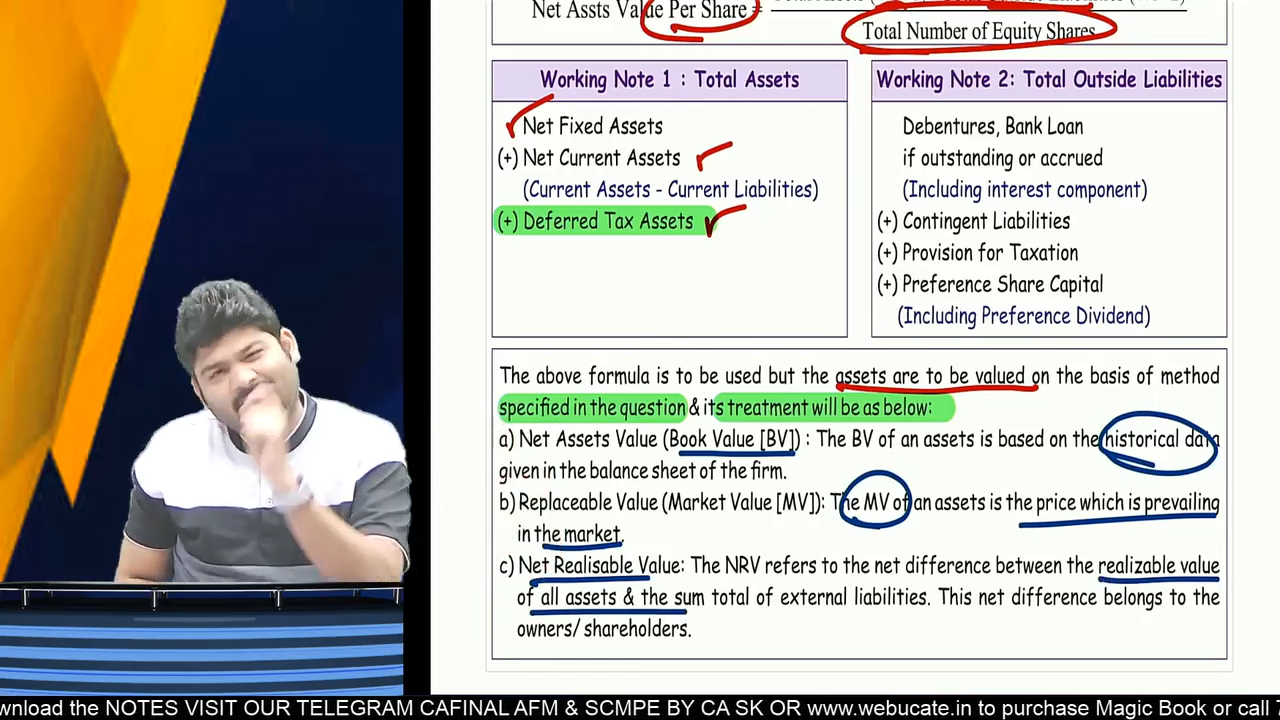 Net Assts Value Per Share =
Total Number of Equity Shares
Working Note 1 : Total Assets
Net Fixed Assets
(+) Net Current Assets
(Current Assets - Current Liabilities)
(+) Deferred Tax Assets
Working Note 2: Total Outside Liabilities
Debentures, Bank Loan
if outstanding or accrued
(Including interest component)
(+) Contingent Liabilities
(+) Provision for Taxation
(+) Preference Share Capital
(Including Preference Dividend)
The above formula is to be used but the assets are to be valued on the basis of method
specified in the question & its treatment will be as below:
a) Net Assets Value (Book Value [BV]) : The BV of an assets is based on the historical data
given in the balance sheet of the firm.
b) Replaceable Value (Market Value [MV]): The MV of an assets is the price which is prevailing
in the market.
c) Net Realisable Value: The NRV refers to the net difference between the realizable value
of all assets & the sum total of external liabilities. This net difference belongs to the
owners/ shareholders.
wnload the NOTES VISIT OUR TELEGRAM CAFINAL AFM & SCMPE BY CA SK OR www.webucate.in to purchase Magic Book or call